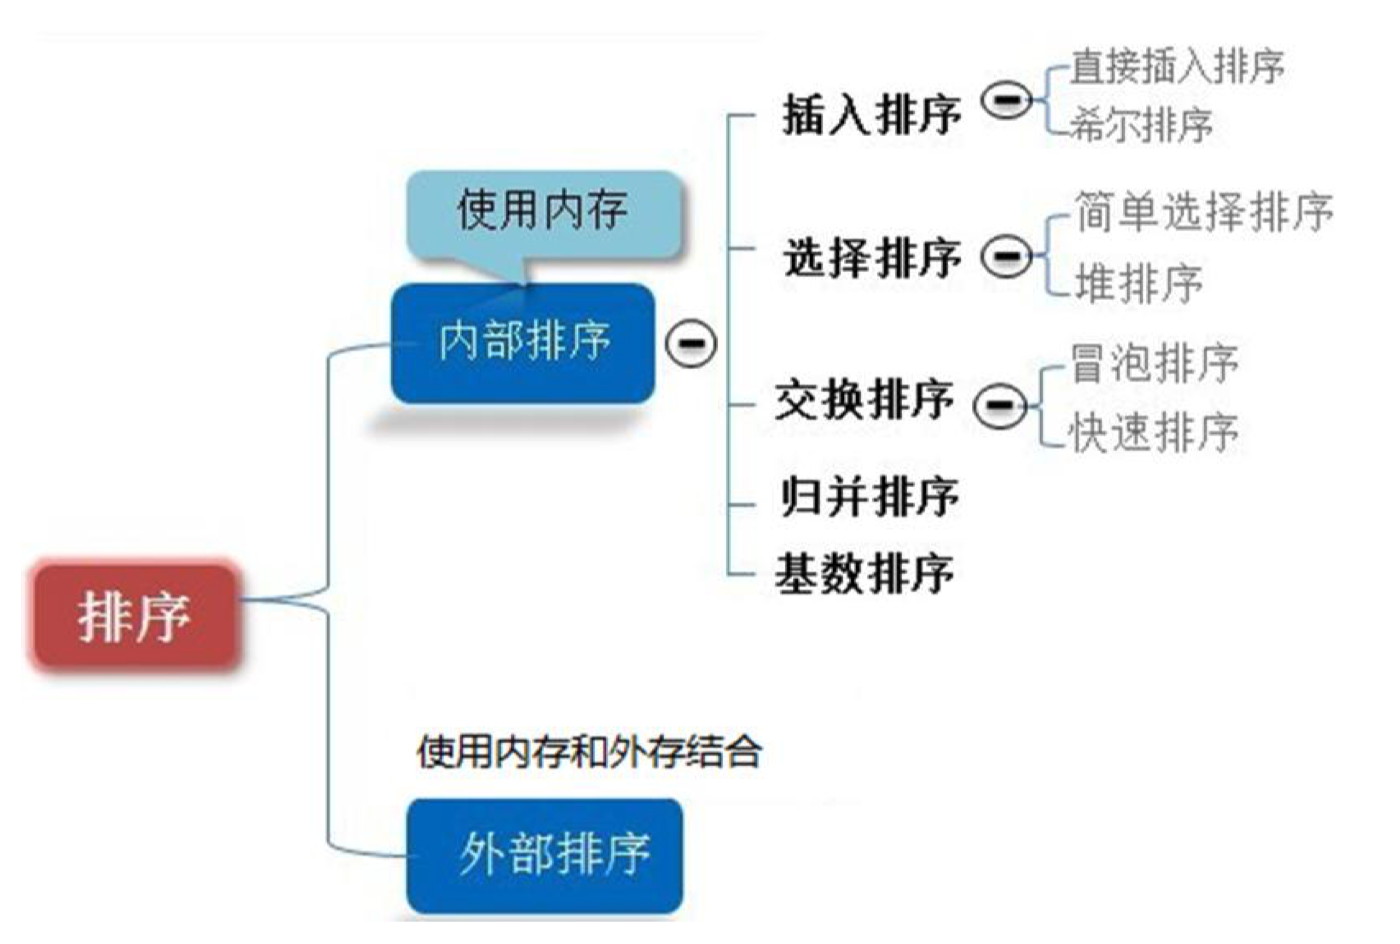 排序
使用内存
内部排序
插入排序
直接插入排序
希尔排序
选择排序
简单选择排序
堆排序
交换排序
冒泡排序
快速排序
归并排序
基数排序
使用内存和外存结合
外部排序